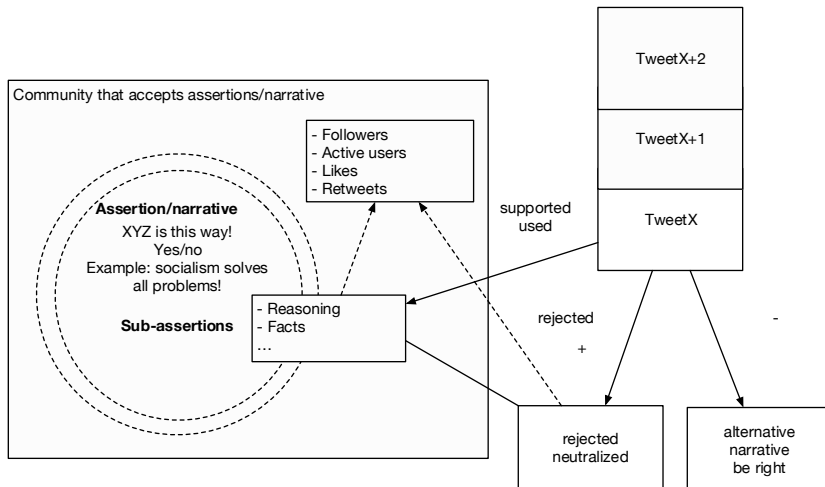 Community that accepts assertions/narrative
- Followers
- Active users
- Likes
- Retweets
Assertion/narrative
XYZ is this way!
Yes/no
Example: socialism solves
all problems!
Sub-assertions
- Reasoning
- Facts
...
TweetX+2
TweetX+1
TweetX
supported
used
rejected
+
-
rejected
neutralized
alternative
narrative
be right